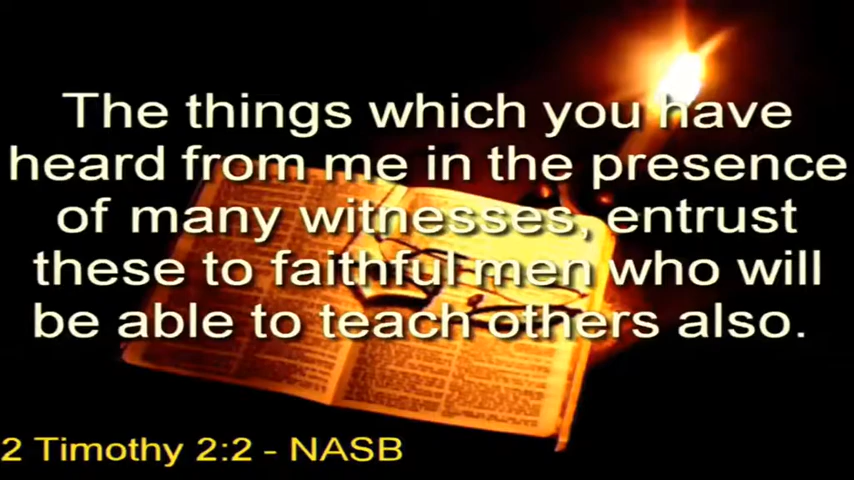 The things which you have
heard from me in the presence
of many witnesses, entrust
these to faithful men who will
be able to teach others also.
2 Timothy 2:2 - NASB